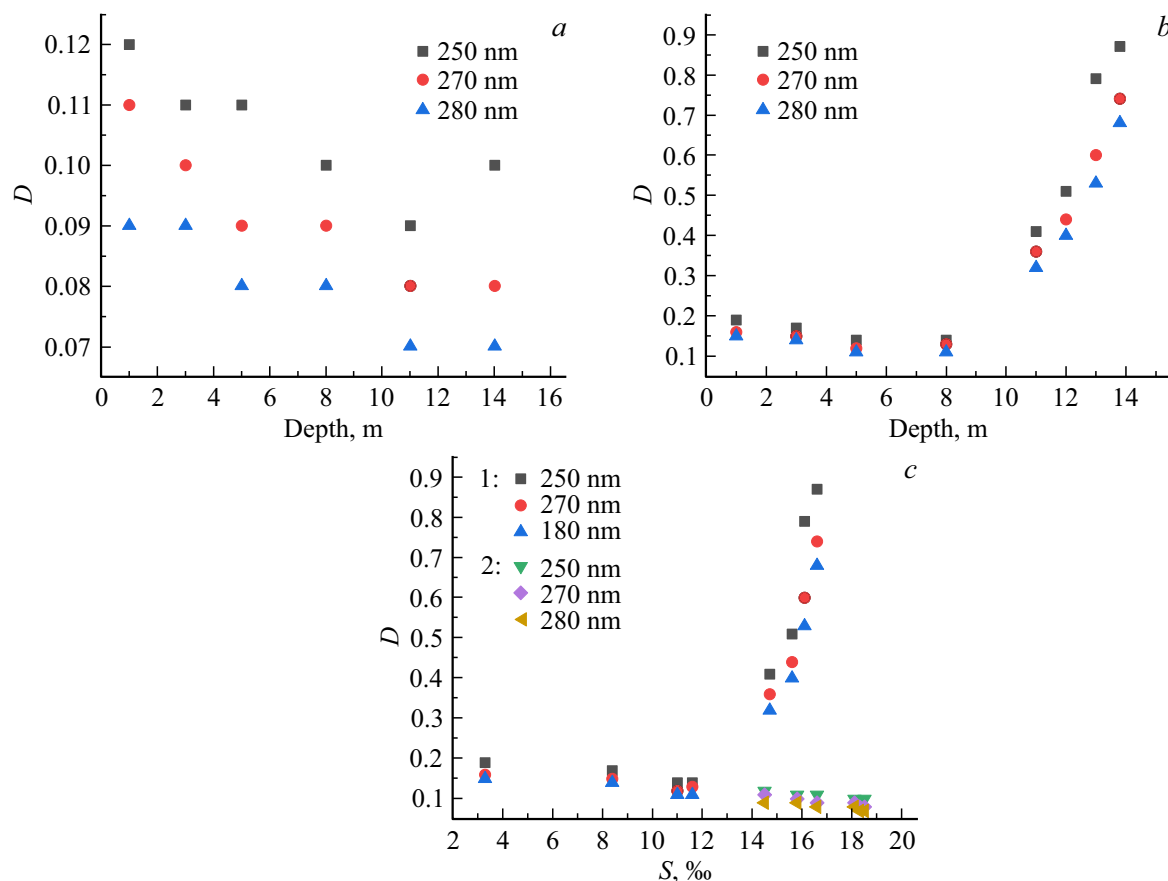 a
250 nm
270 nm
280 nm
0.12
0.11
0.10
0.09
0.08
0.07
D
0 2 4 6 8 10 12 14 16
Depth, m
b
250 nm
270 nm
280 nm
0.9
0.8
0.7
0.6
0.5
0.4
0.3
0.2
0.1
D
0 2 4 6 8 10 12 14
Depth, m
c
1: 250 nm
270 nm
180 nm
2: 250 nm
270 nm
280 nm
0.9
0.8
0.7
0.6
0.5
0.4
0.3
0.2
0.1
D
2 4 6 8 10 12 14 16 18 20
S, ‰